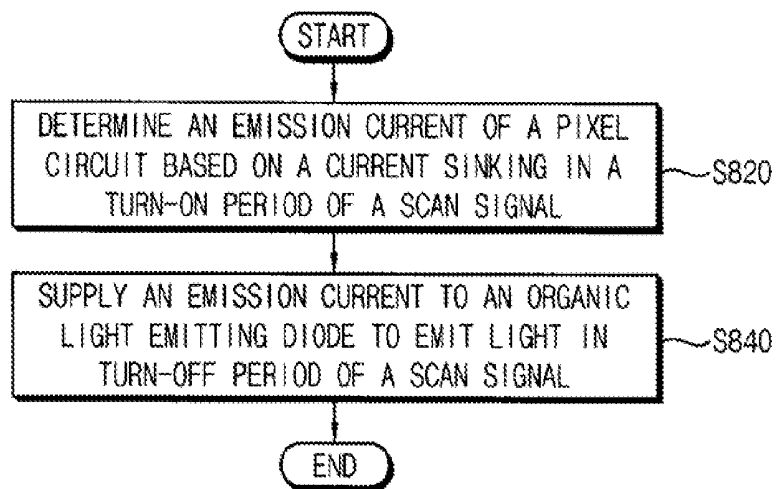 START
DETERMINE AN EMISSION CURRENT OF A PIXEL
CIRCUIT BASED ON A CURRENT SINKING IN A
TURN-ON PERIOD OF A SCAN SIGNAL
S820
SUPPLY AN EMISSION CURRENT TO AN ORGANIC
LIGHT EMITTING DIODE TO EMIT LIGHT IN
TURN-OFF PERIOD OF A SCAN SIGNAL
S840
END